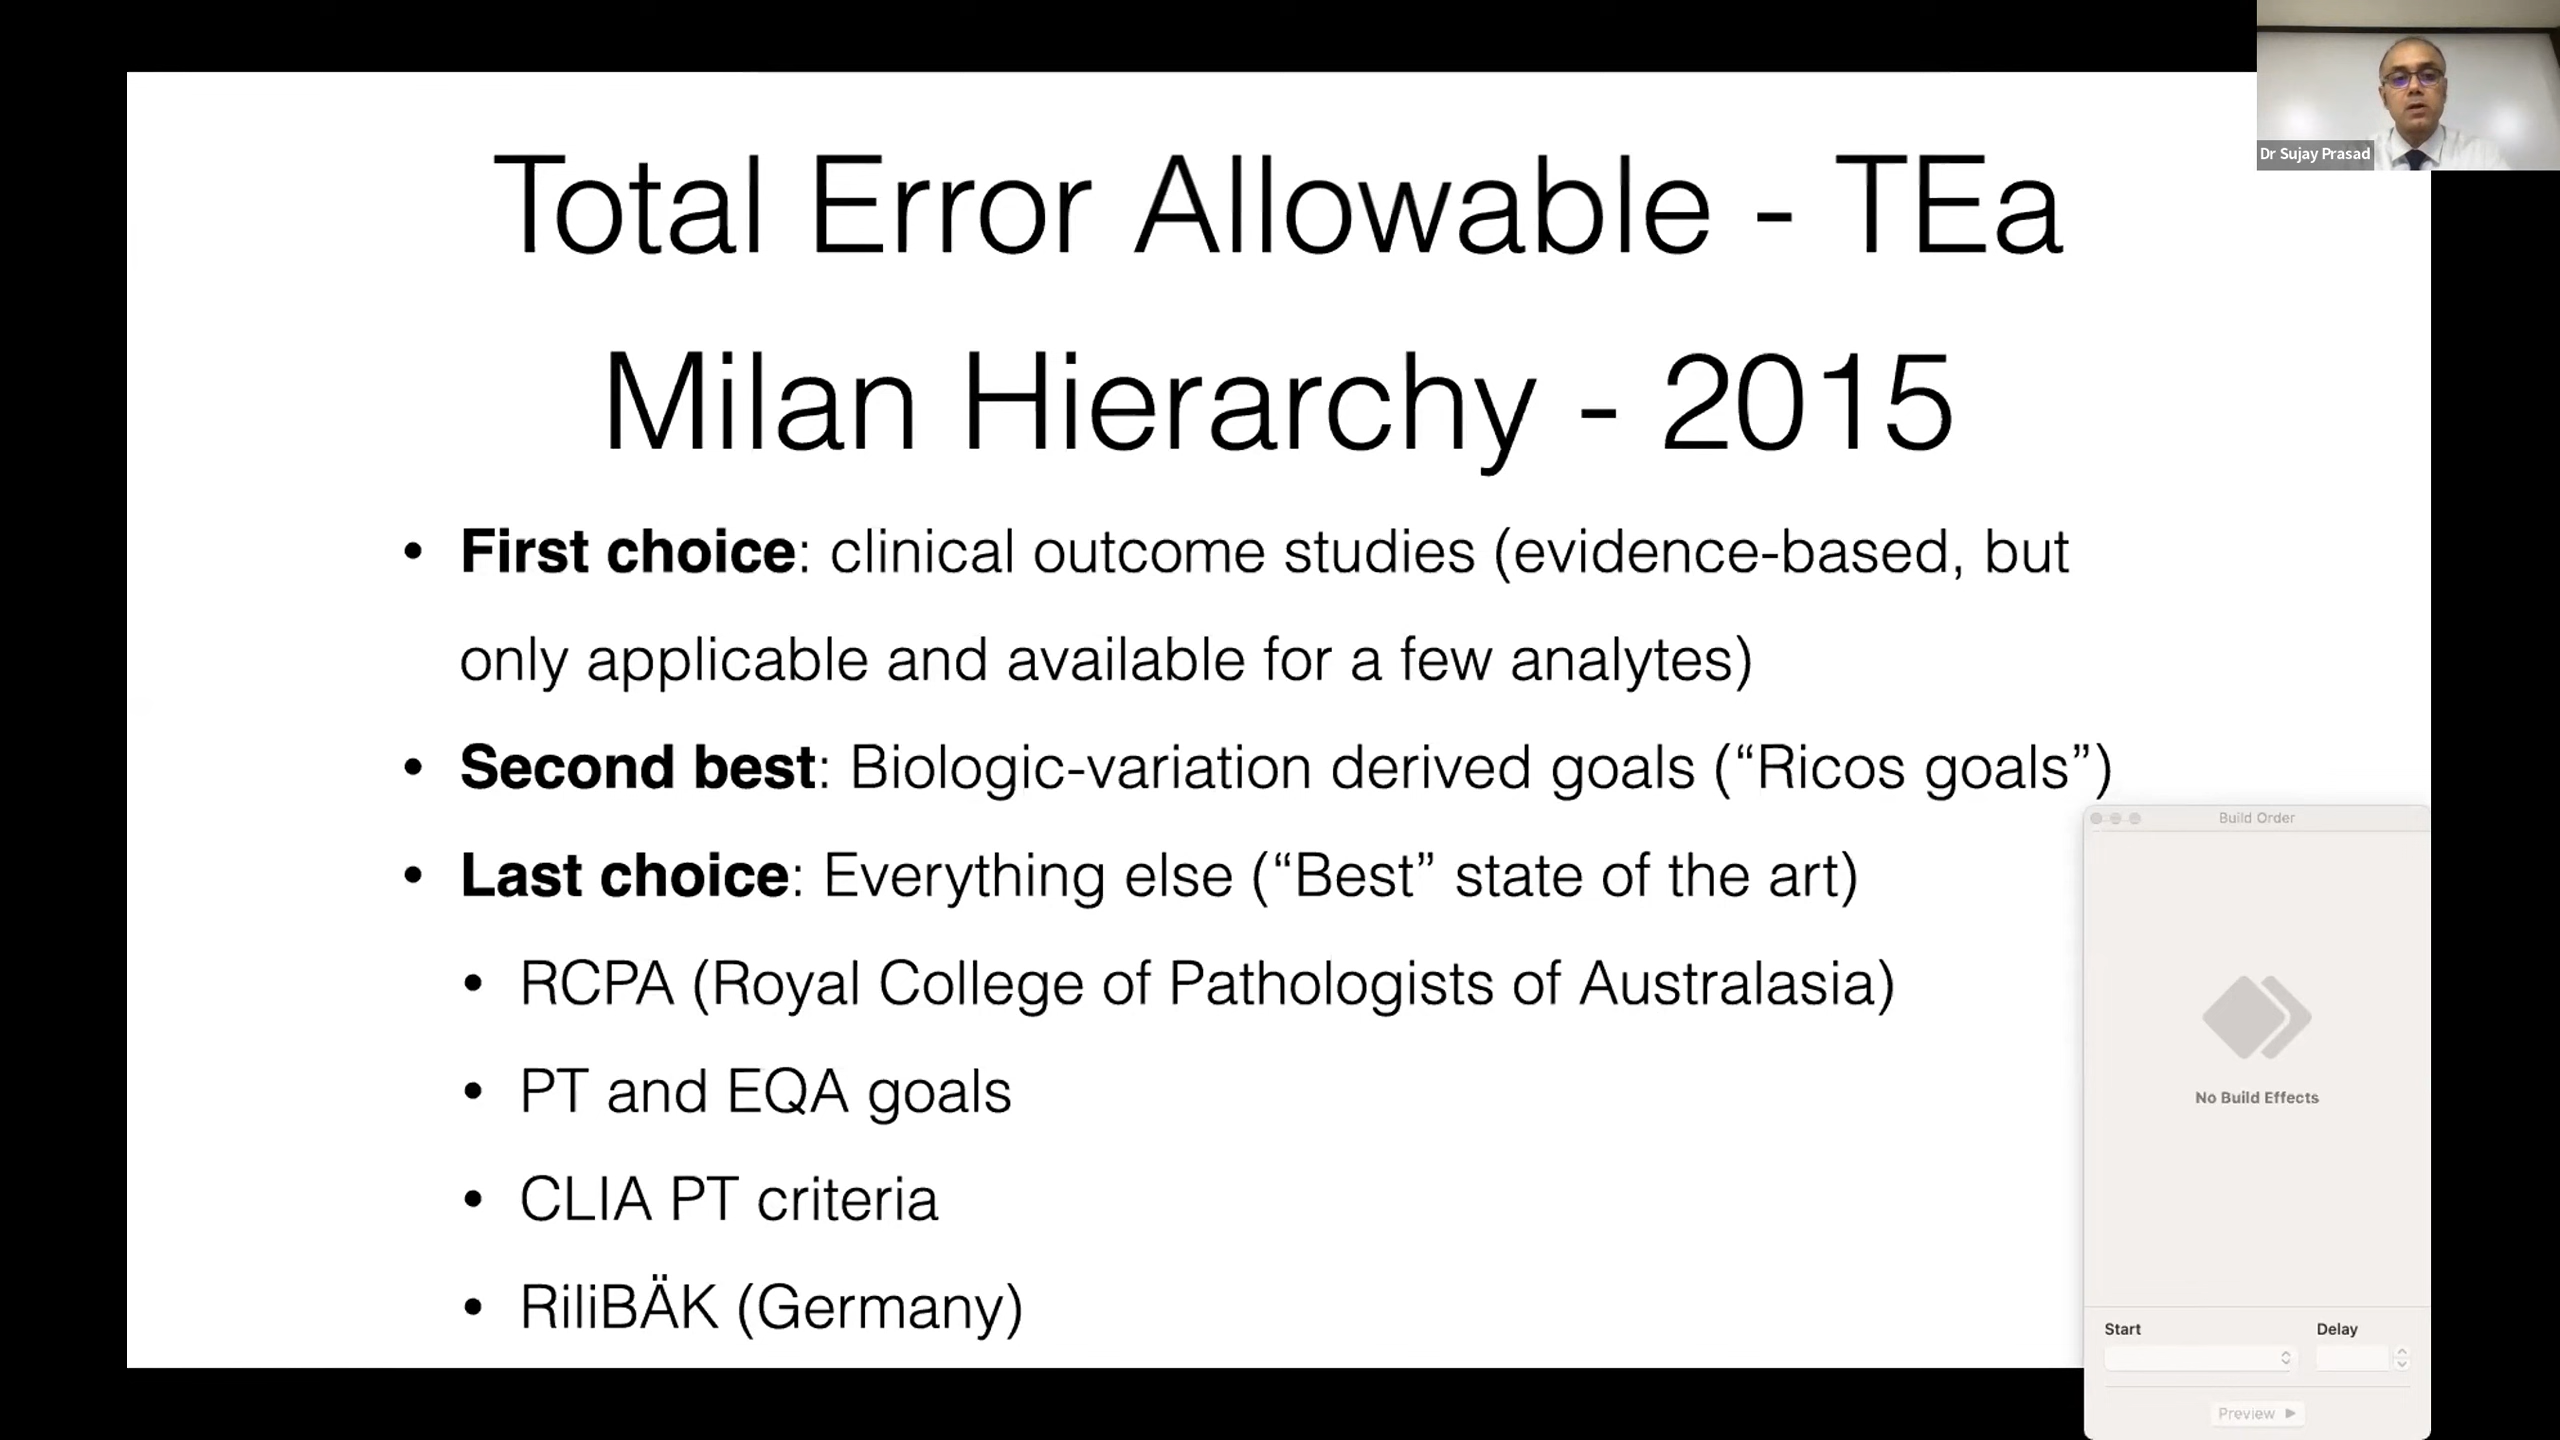 Total Error Allowable - TEa
Milan Hierarchy - 2015
• First choice: clinical outcome studies (evidence-based, but
only applicable and available for a few analytes)
• Second best: Biologic-variation derived goals (“Ricos goals”)
• Last choice: Everything else (“Best” state of the art)
• RCPA (Royal College of Pathologists of Australasia)
• PT and EQA goals
• CLIA PT criteria
• RiliBÄK (Germany)
Dr Sujay Prasad
Build Order
No Build Effects
Start Delay
Preview